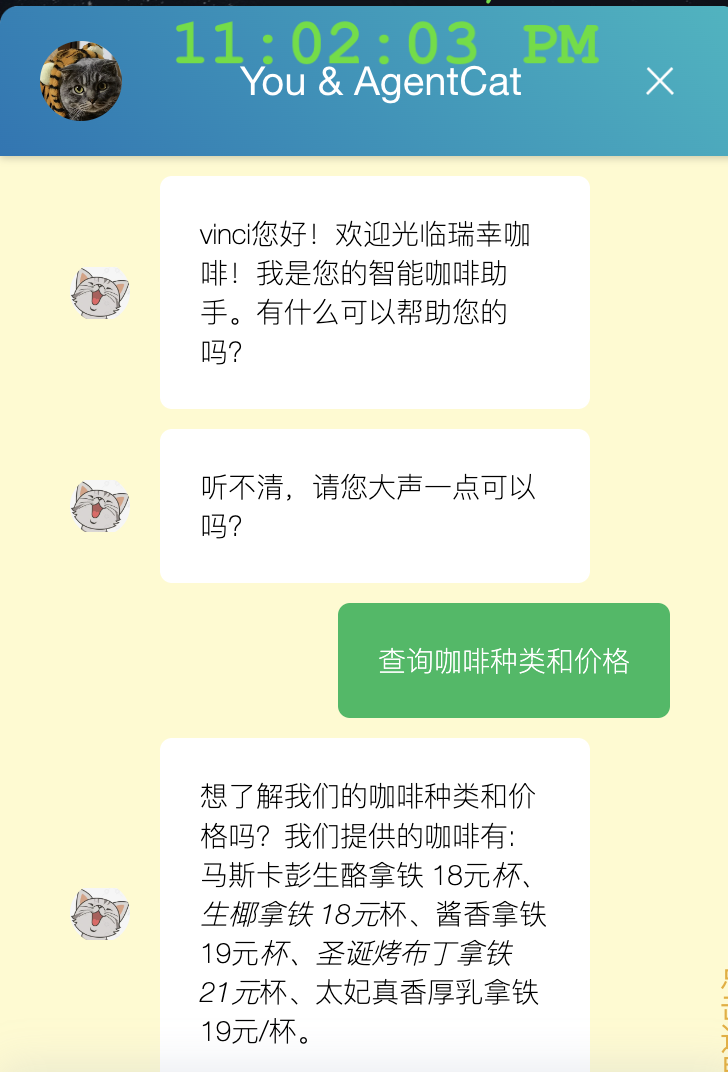 11:02:03 PM
You & AgentCat
vinci您好！欢迎光临瑞幸咖
啡！我是您的智能咖啡助
手。有什么可以帮助您的
吗？
听不清，请您大声一点可以
吗？
查询咖啡种类和价格
想了解我们的咖啡种类和价
格吗？我们提供的咖啡有:
马斯卡彭生酪拿铁 18元杯、
生椰拿铁 18元杯、酱香拿铁
19元杯、圣诞烤布丁拿铁
21元杯、太妃真香厚乳拿铁
19元/杯。